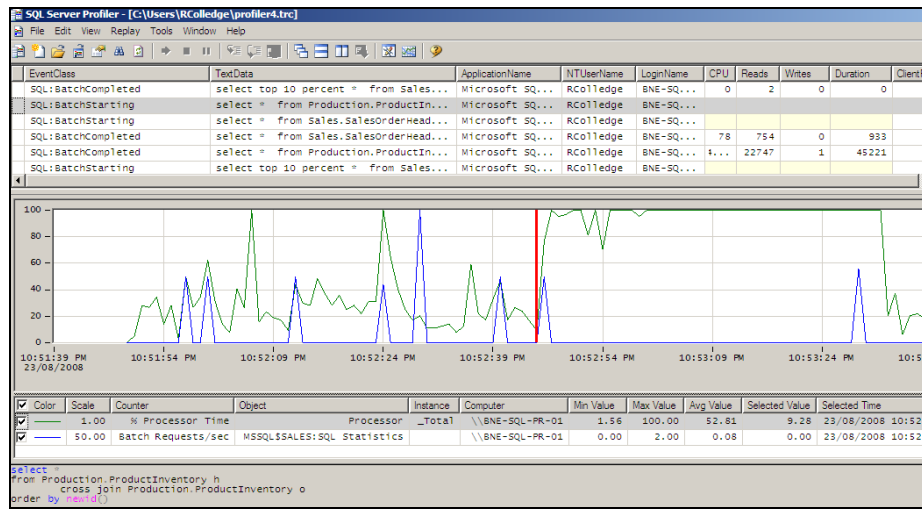 SQL Server Profiler - [C:\Users\RColledge\profiler4.trc]
File Edit View Replay Tools Window Help
EventClass TextData ApplicationName NTUserName LoginName CPU Reads Writes Duration Client
SQL:BatchCompleted select top 10 percent * from Sales... Microsoft SQ... RColledge BNE-SQ... 0 2 0 0
SQL:BatchStarting select * from Production.ProductIn... Microsoft SQ... RColledge BNE-SQ...
SQL:BatchStarting select * from Sales.SalesOrderHead... Microsoft SQ... RColledge BNE-SQ...
SQL:BatchCompleted select * from Sales.SalesOrderHead... Microsoft SQ... RColledge BNE-SQ... 78 754 0 933
SQL:BatchCompleted select * from Production.ProductIn... Microsoft SQ... RColledge BNE-SQ... 22747 1 45221
SQL:BatchStarting select top 10 percent * from Sales... Microsoft SQ... RColledge BNE-SQ...
100
80
60
40
20
0
10:51:39 PM 10:51:54 PM 10:52:09 PM 10:52:24 PM 10:52:39 PM 10:52:54 PM 10:53:09 PM 10:53:24 PM 10:5
23/08/2008
Color Scale Counter Object Instance Computer Min Value Max Value Avg Value Selected Value Selected Time
1.00 % Processor Time Processor _Total \\BNE-SQL-PR-01 1.56 100.00 52.81 9.28 23/08/2008 10:52
50.00 Batch Requests/sec MSSQL$SALES:SQL Statistics \\BNE-SQL-PR-01 0.00 2.00 0.08 0.00 23/08/2008 10:52
select *
from Production.ProductInventory h
cross join Production.ProductInventory o
order by newid()